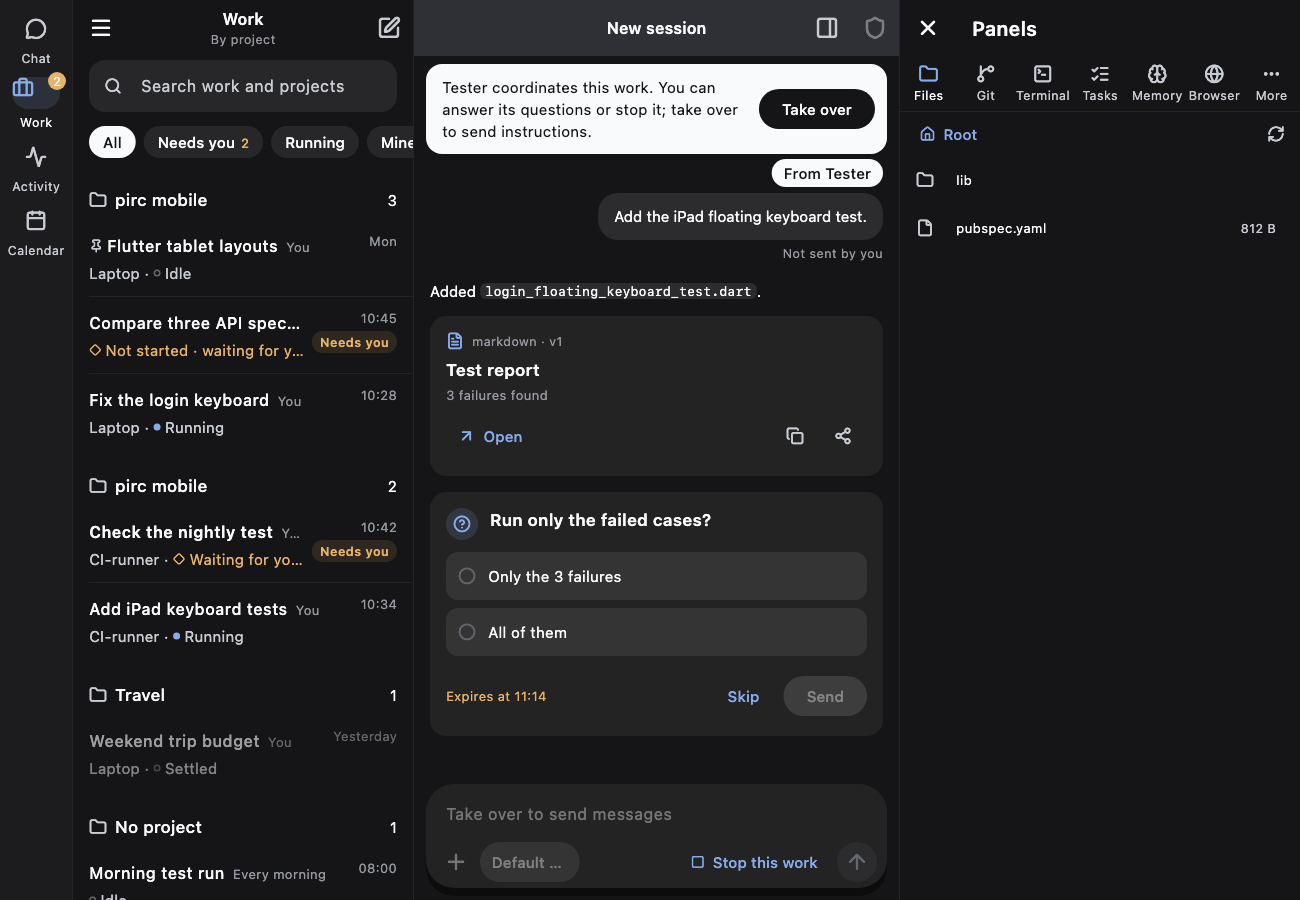 Chat
2
Work
Activity
Calendar
Work
By project
Search work and projects
All
Needs you 2
Running
Mine
pirc mobile 3
Flutter tablet layouts You Mon
Laptop · Idle
Compare three API spec... 10:45
Not started · waiting for y... Needs you
Fix the login keyboard You 10:28
Laptop · Running
pirc mobile 2
Check the nightly test Y... 10:42
CI-runner · Waiting for yo... Needs you
Add iPad keyboard tests You 10:34
CI-runner · Running
Travel 1
Weekend trip budget You Yesterday
Laptop · Settled
No project 1
Morning test run Every morning 08:00
Idle
New session
Tester coordinates this work. You can
answer its questions or stop it; take over
to send instructions.
Take over
From Tester
Add the iPad floating keyboard test.
Not sent by you
Added login_floating_keyboard_test.dart.
markdown · v1
Test report
3 failures found
Open
Run only the failed cases?
Only the 3 failures
All of them
Expires at 11:14 Skip Send
Take over to send messages
Default ... Stop this work
Panels
Files Git Terminal Tasks Memory Browser More
Root
lib
pubspec.yaml 812 B